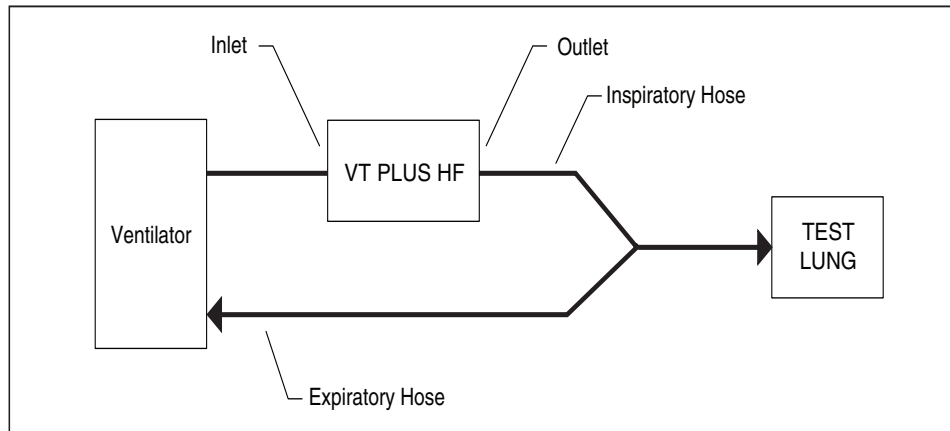 Inlet
Outlet
Inspiratory Hose
VT PLUS HF
Ventilator
TEST
LUNG
Expiratory Hose